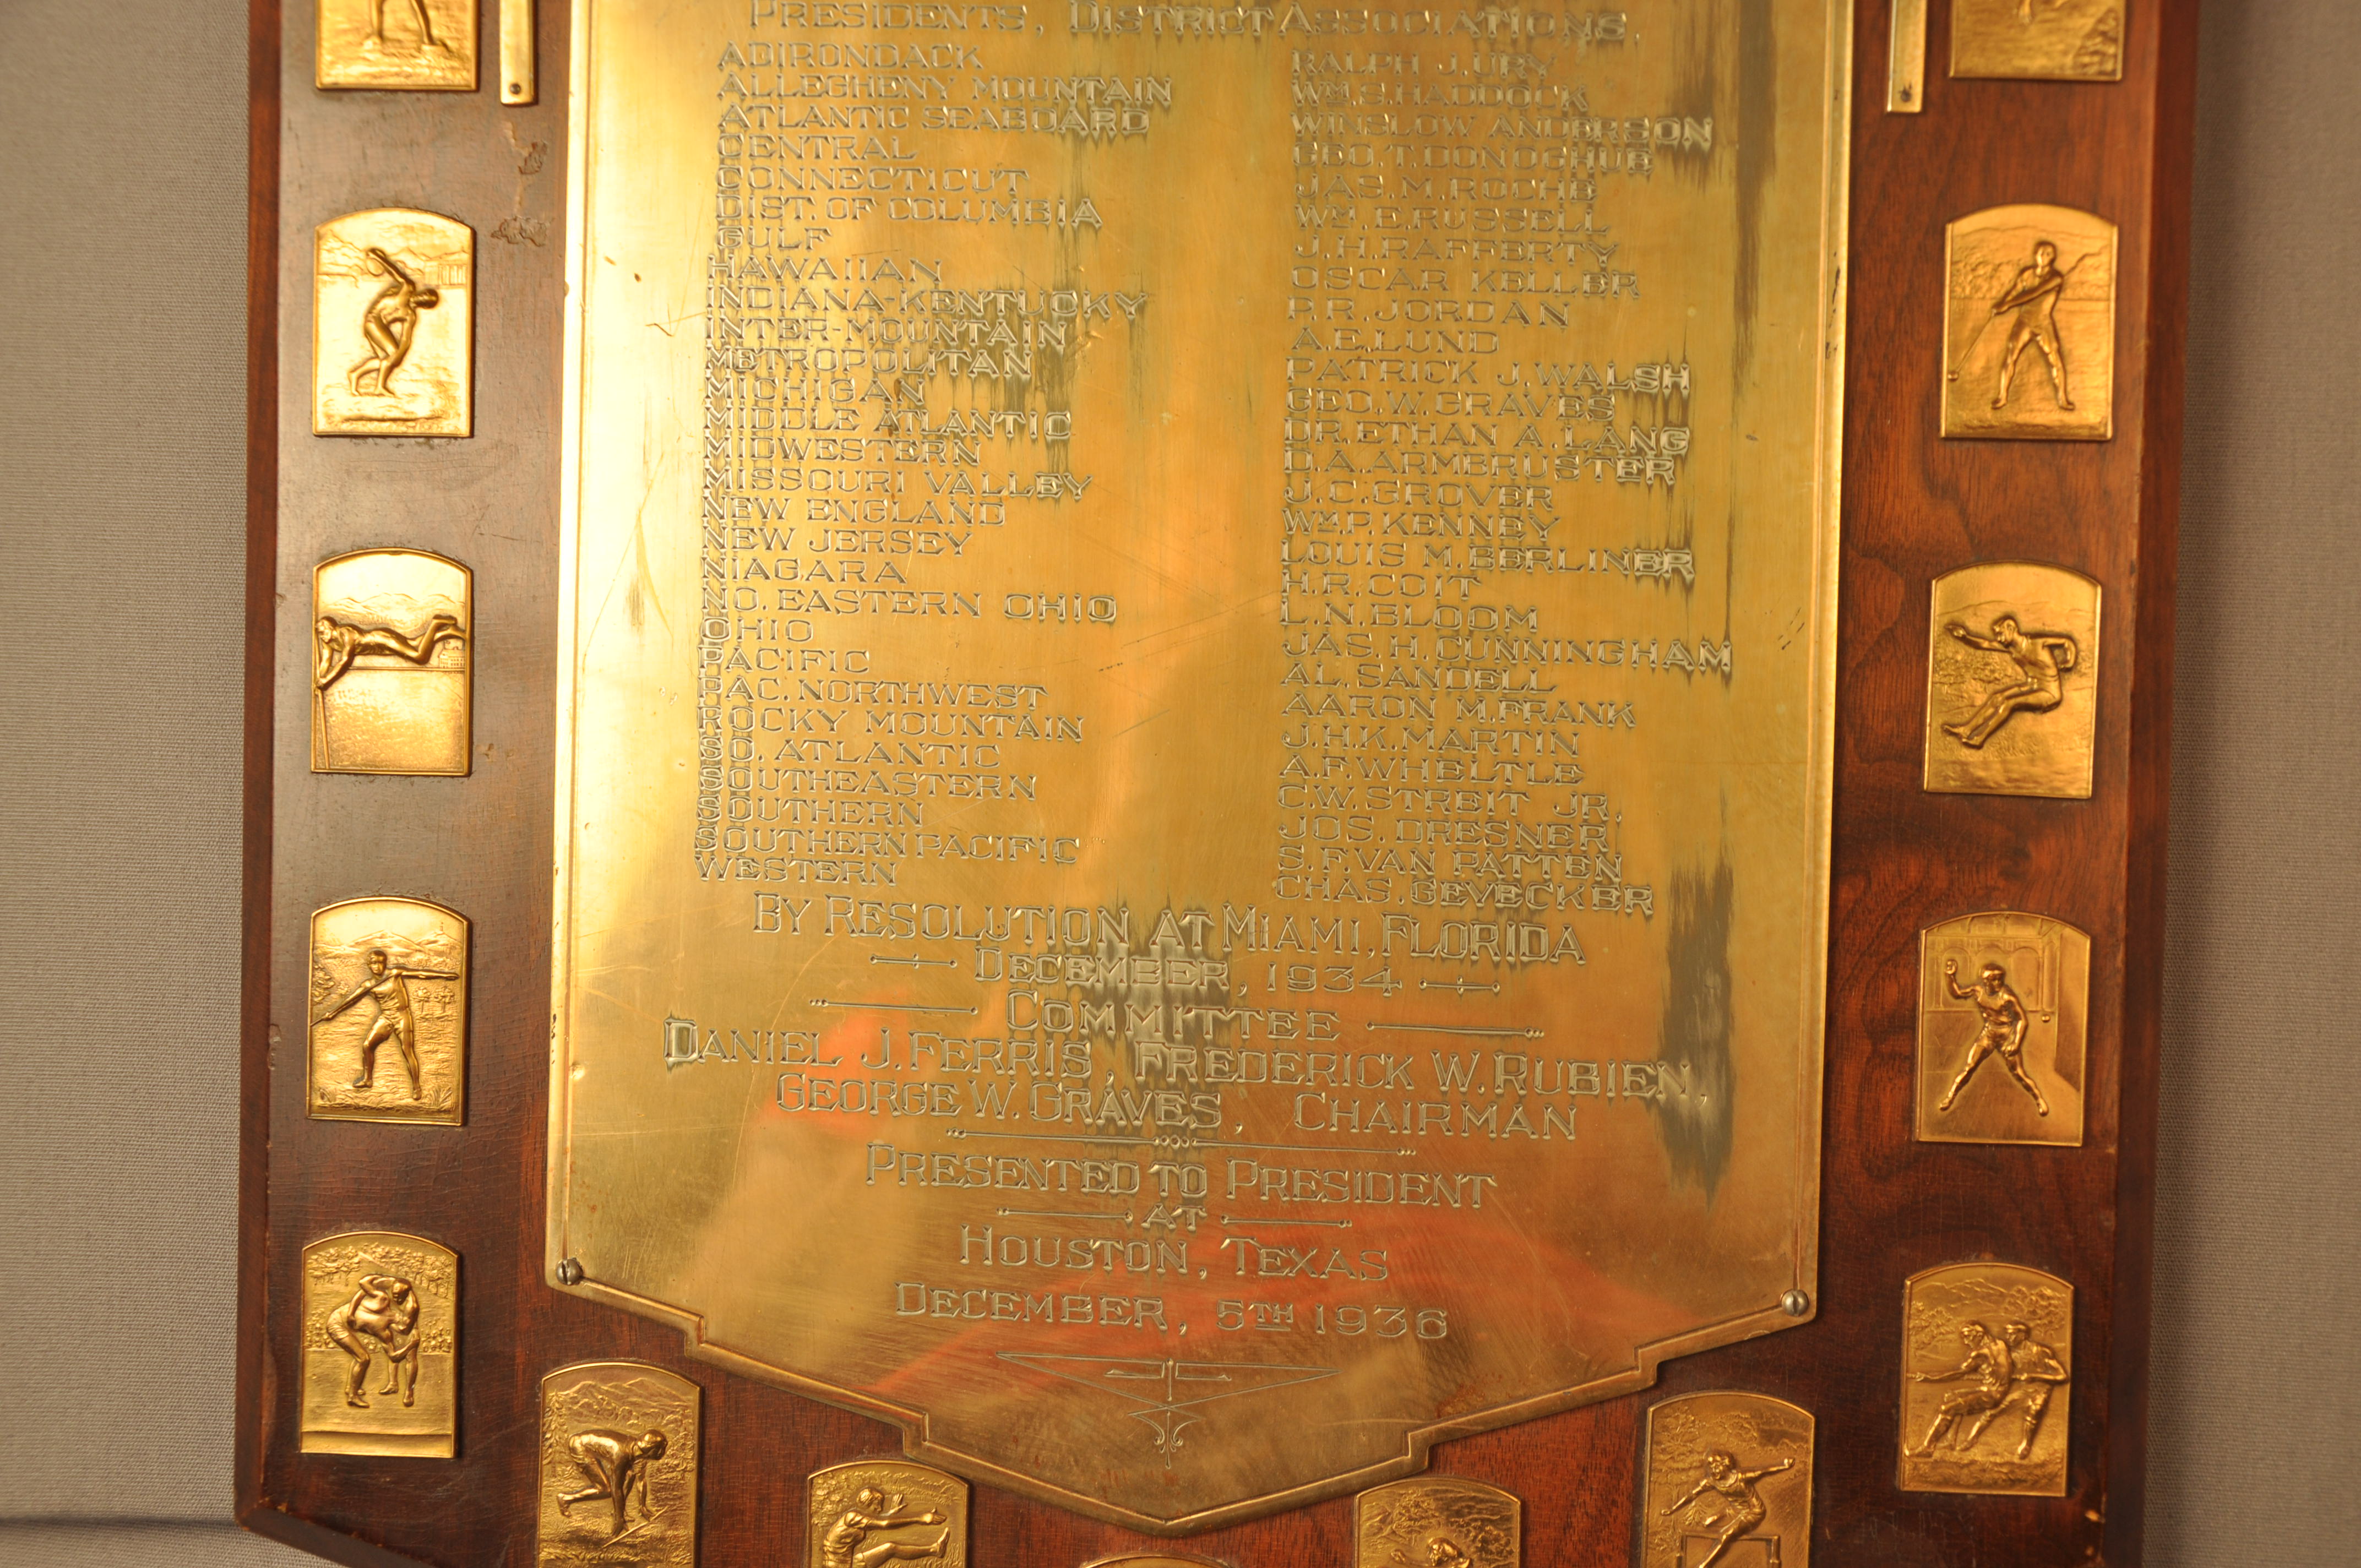 PRESIDENTS, DISTRICT ASSOCIATIONS.
ADIRONDACK RALPH J. URY
ALLEGHENY MOUNTAIN WM. S. HADDOCK
ATLANTIC SEABOARD WINSLOW ANDERSON
CENTRAL GEO. T. DONOGHUE
CONNECTICUT JAS. M. ROCHE
DIST. OF COLUMBIA WM. E. RUSSELL
GULF J. H. RAFFERTY
HAWAIIAN OSCAR KELLER
INDIANA-KENTUCKY P. R. JORDAN
INTER-MOUNTAIN A. E. LUND
METROPOLITAN PATRICK J. WALSH
MICHIGAN GEO. W. GRAVES
MIDDLE ATLANTIC DR. ETHAN A. LANG
MIDWESTERN D. A. ARMBRUSTER
MISSOURI VALLEY J. C. GROVER
NEW ENGLAND WM. P. KENNEY
NEW JERSEY LOUIS M. BERLINER
NIAGARA H. R. COIT
NO. EASTERN OHIO L. N. BLOOM
OHIO JAS. H. CUNNINGHAM
PACIFIC AL. SANDELL
PAC. NORTHWEST AARON M. FRANK
ROCKY MOUNTAIN J. H. K. MARTIN
SO. ATLANTIC A. F. WHELTLE
SOUTHEASTERN C. W. STREIT JR.
SOUTHERN JOS. DRESNER
SOUTHERN PACIFIC S. F. VAN PATTEN
WESTERN CHAS. GEVECKER
BY RESOLUTION AT MIAMI, FLORIDA
DECEMBER, 1934
COMMITTEE
DANIEL J. FERRIS, FREDERICK W. RUBIEN,
GEORGE W. GRAVES, CHAIRMAN
PRESENTED TO PRESIDENT
AT
HOUSTON, TEXAS
DECEMBER, 5TH 1936